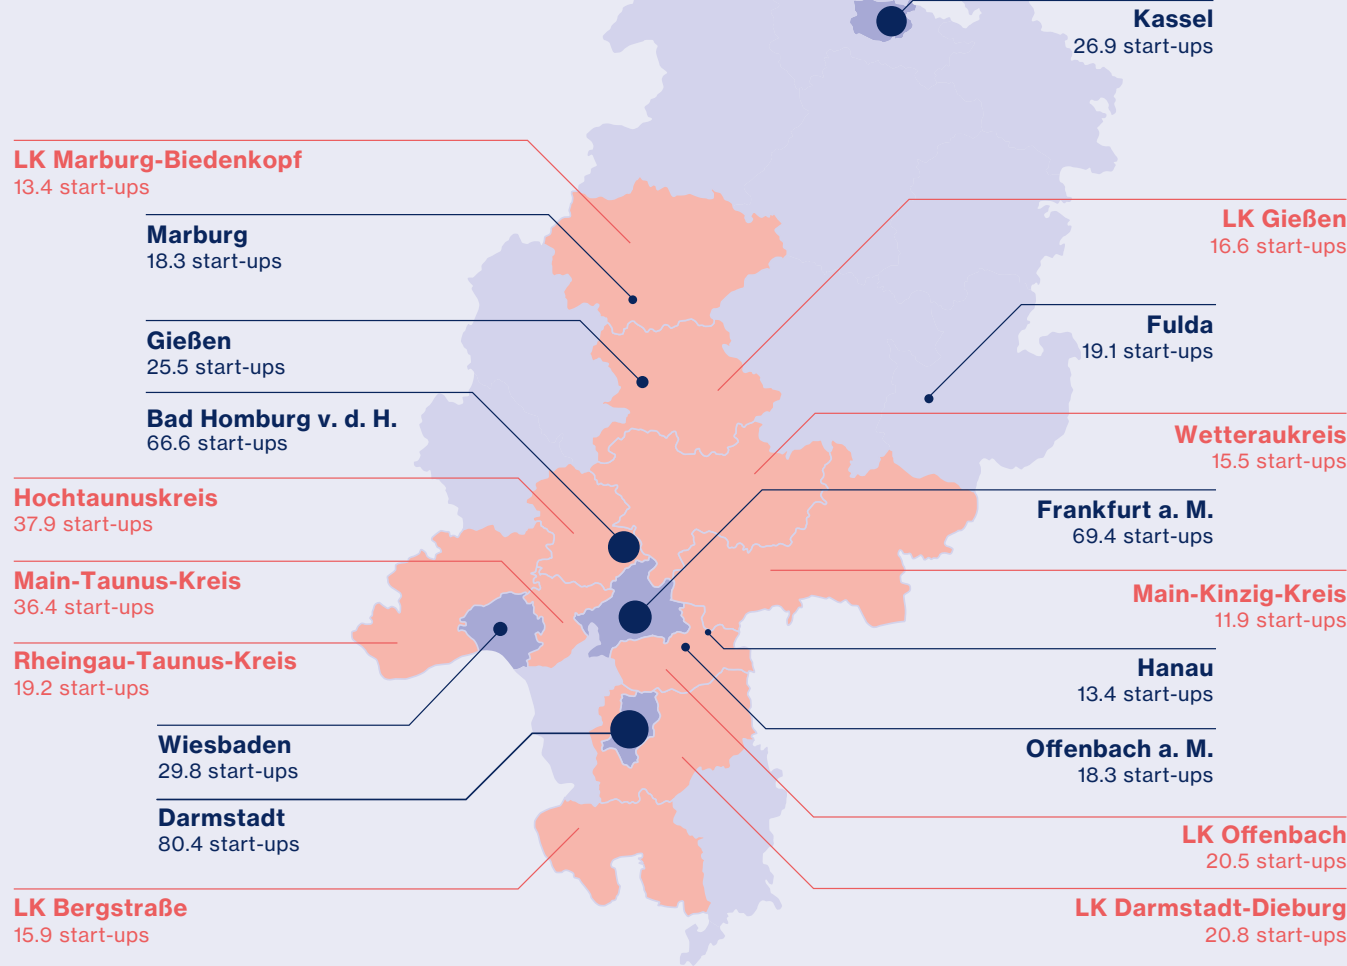 Kassel
26.9 start-ups
LK Marburg-Biedenkopf
13.4 start-ups
Marburg
18.3 start-ups
LK Gießen
16.6 start-ups
Gießen
25.5 start-ups
Fulda
19.1 start-ups
Bad Homburg v. d. H.
66.6 start-ups
Wetteraukreis
15.5 start-ups
Hochtaunuskreis
37.9 start-ups
Frankfurt a. M.
69.4 start-ups
Main-Taunus-Kreis
36.4 start-ups
Main-Kinzig-Kreis
11.9 start-ups
Rheingau-Taunus-Kreis
19.2 start-ups
Hanau
13.4 start-ups
Wiesbaden
29.8 start-ups
Offenbach a. M.
18.3 start-ups
Darmstadt
80.4 start-ups
LK Offenbach
20.5 start-ups
LK Bergstraße
15.9 start-ups
LK Darmstadt-Dieburg
20.8 start-ups